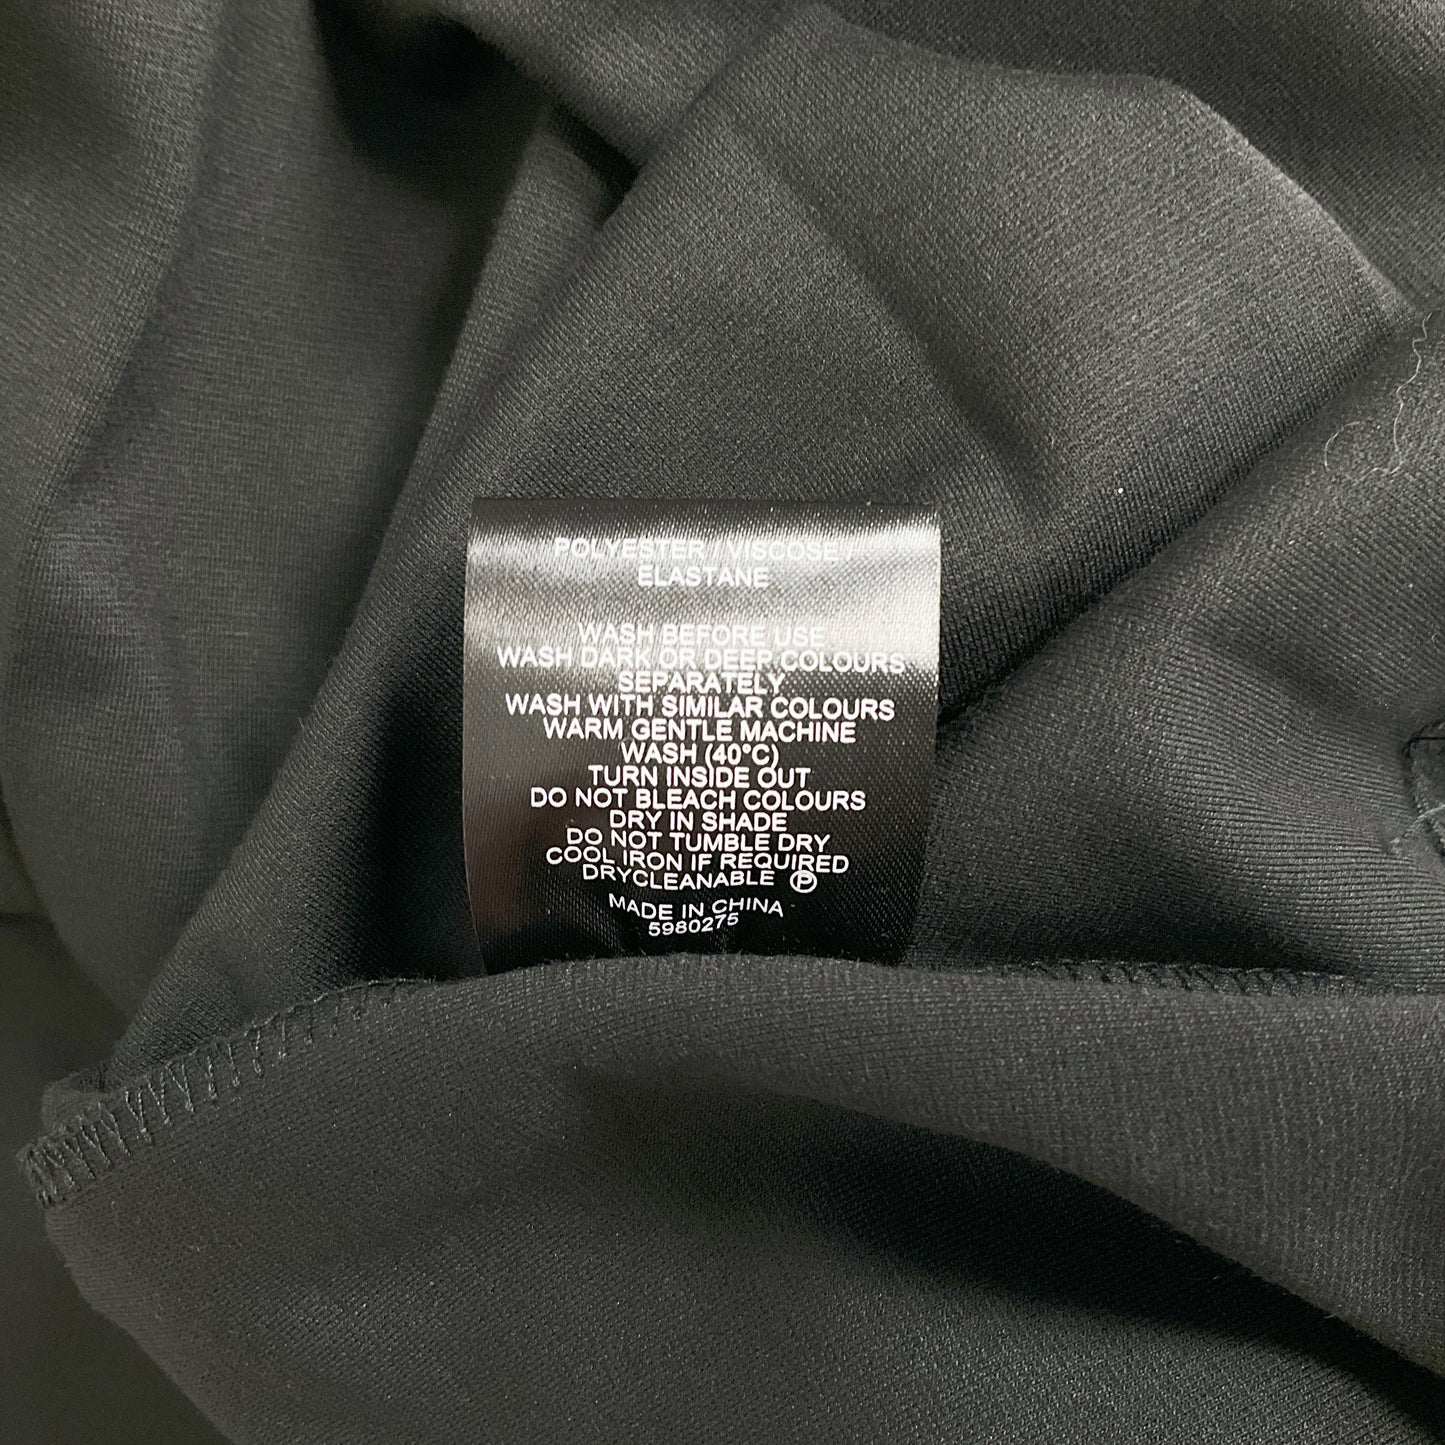 POLYESTER / VISCOSE /
ELASTANE
WASH BEFORE USE
WASH DARK OR DEEP COLOURS
SEPARATELY
WASH WITH SIMILAR COLOURS
WARM GENTLE MACHINE
WASH (40°C)
TURN INSIDE OUT
DO NOT BLEACH COLOURS
DRY IN SHADE
DO NOT TUMBLE DRY
COOL IRON IF REQUIRED
DRYCLEANABLE Ⓟ
MADE IN CHINA
5980275